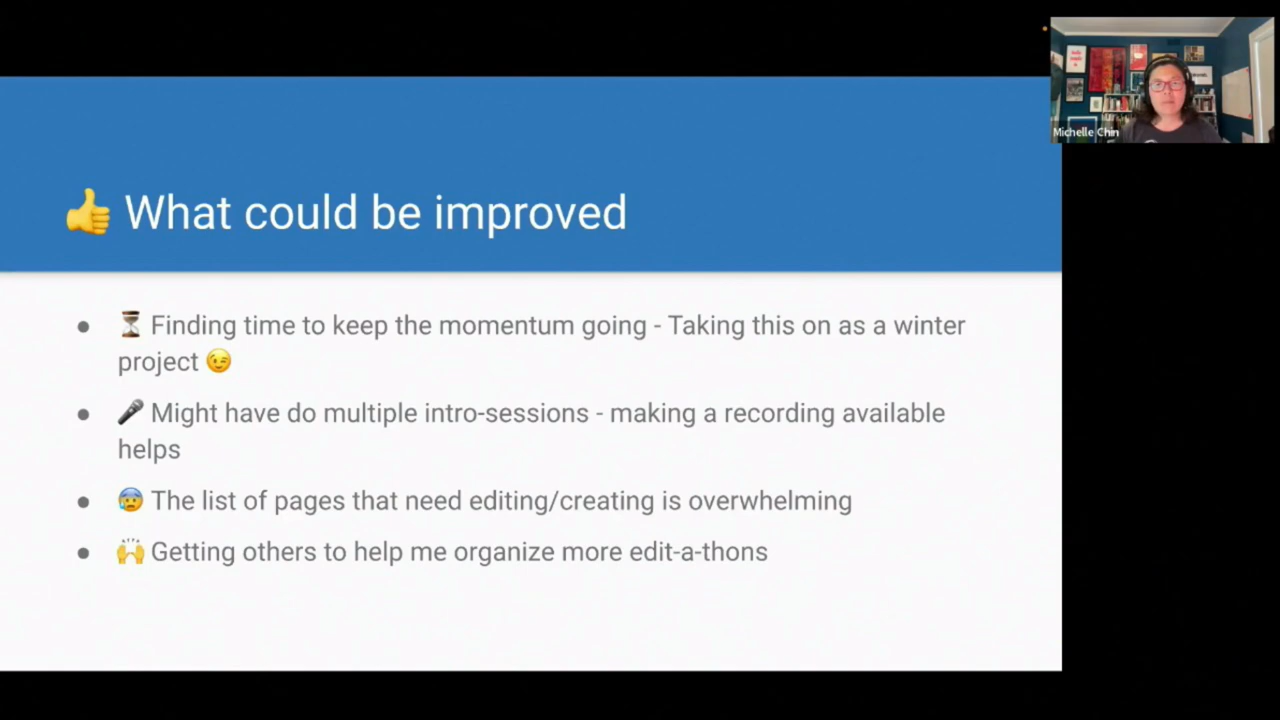 👍 What could be improved
● ⏳ Finding time to keep the momentum going - Taking this on as a winter
project 😉
● 🎤 Might have do multiple intro-sessions - making a recording available
helps
● 😰 The list of pages that need editing/creating is overwhelming
● 🙌 Getting others to help me organize more edit-a-thons
Michelle Chin